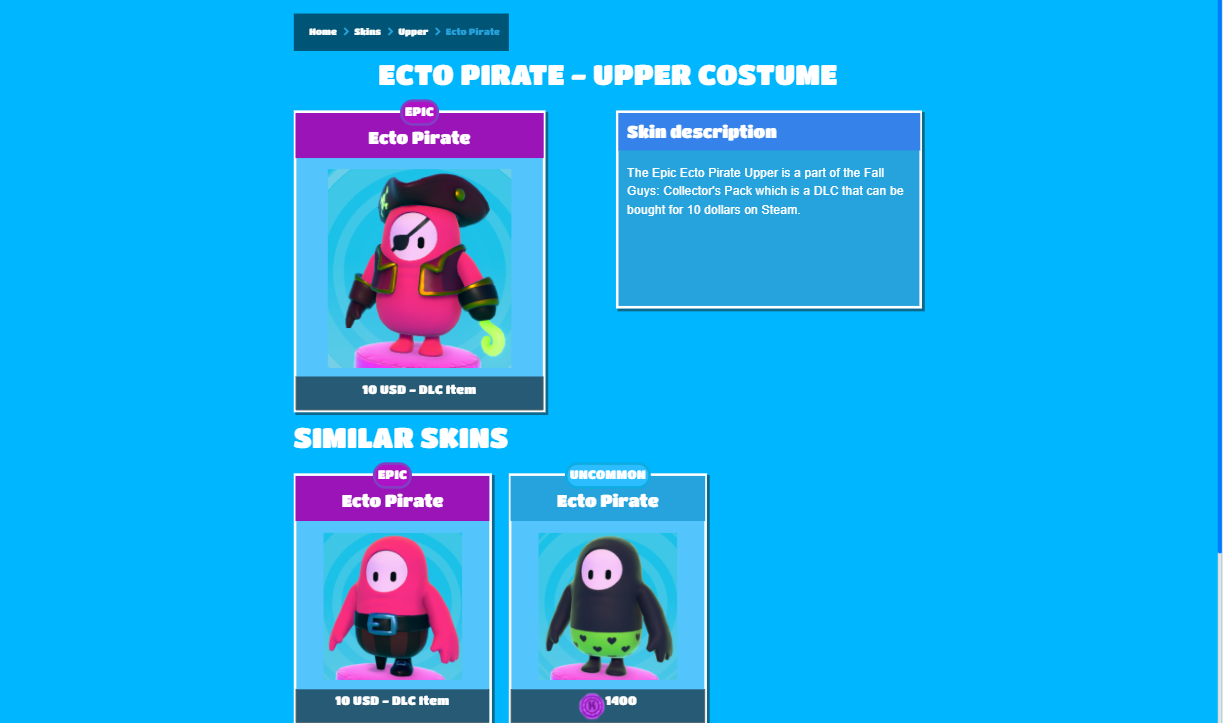 Home > Skins > Upper > Ecto Pirate
ECTO PIRATE – UPPER COSTUME
EPIC
Ecto Pirate
10 USD – DLC Item
Skin description
The Epic Ecto Pirate Upper is a part of the Fall
Guys: Collector's Pack which is a DLC that can be
bought for 10 dollars on Steam.
SIMILAR SKINS
EPIC
Ecto Pirate
10 USD – DLC Item
UNCOMMON
Ecto Pirate
1400